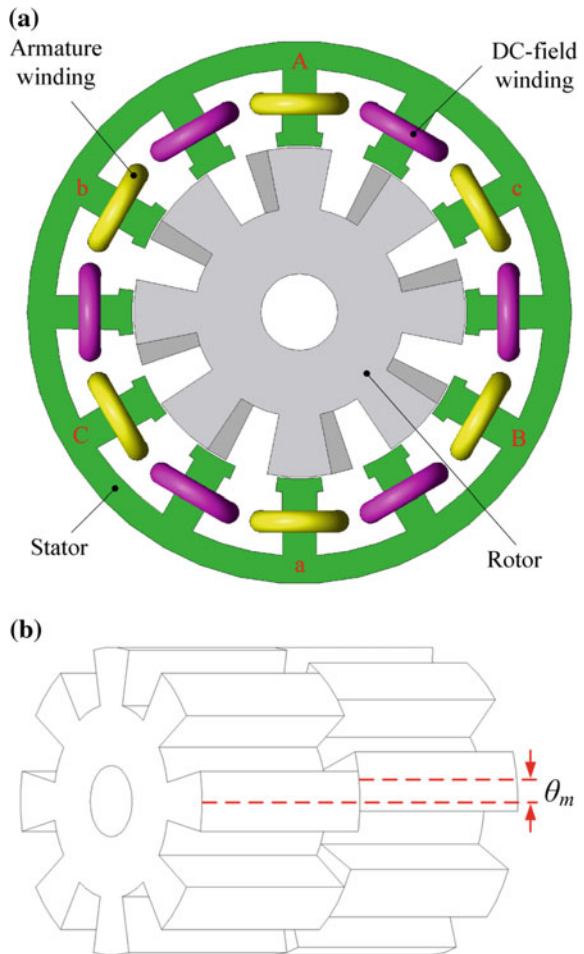 (a)
Armature
winding
DC-field
winding
A
b
c
C
B
a
Stator
Rotor
(b)
θm